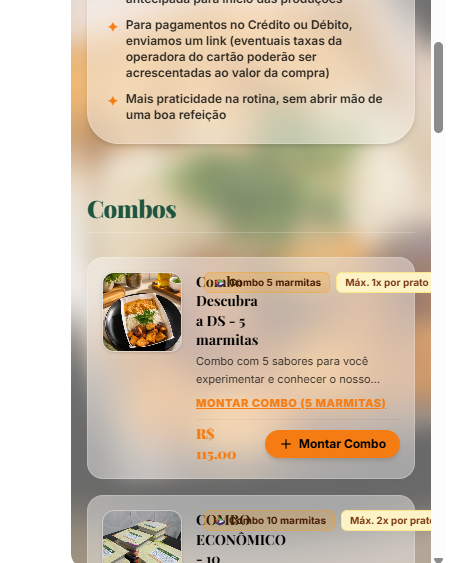 antecipada para início das produções
Para pagamentos no Crédito ou Débito,
enviamos um link (eventuais taxas da
operadora do cartão poderão ser
acrescentadas ao valor da compra)
Mais praticidade na rotina, sem abrir mão de
uma boa refeição
Combos
Combo
Combo 5 marmitas
Máx. 1x por prato
Descubra
a DS - 5
marmitas
Combo com 5 sabores para você
experimentar e conhecer o nosso...
MONTAR COMBO (5 MARMITAS)
R$
115.00
+ Montar Combo
COMBO
Combo 10 marmitas
Máx. 2x por prato
ECONÔMICO
- 10